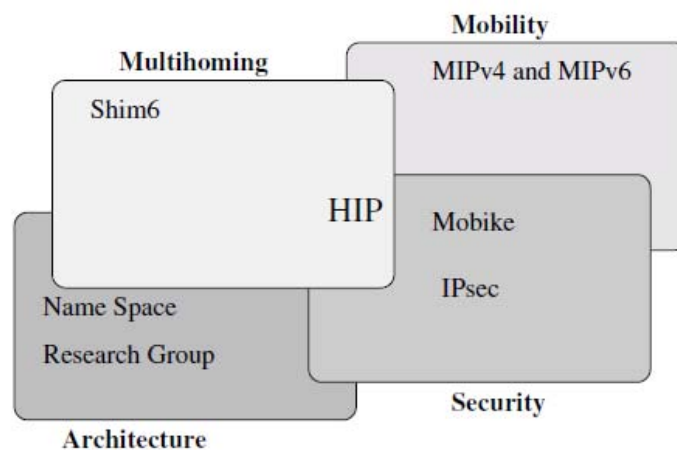 Mobility
Multihoming
MIPv4 and MIPv6
Shim6
HIP
Mobike
IPsec
Name Space
Research Group
Security
Architecture